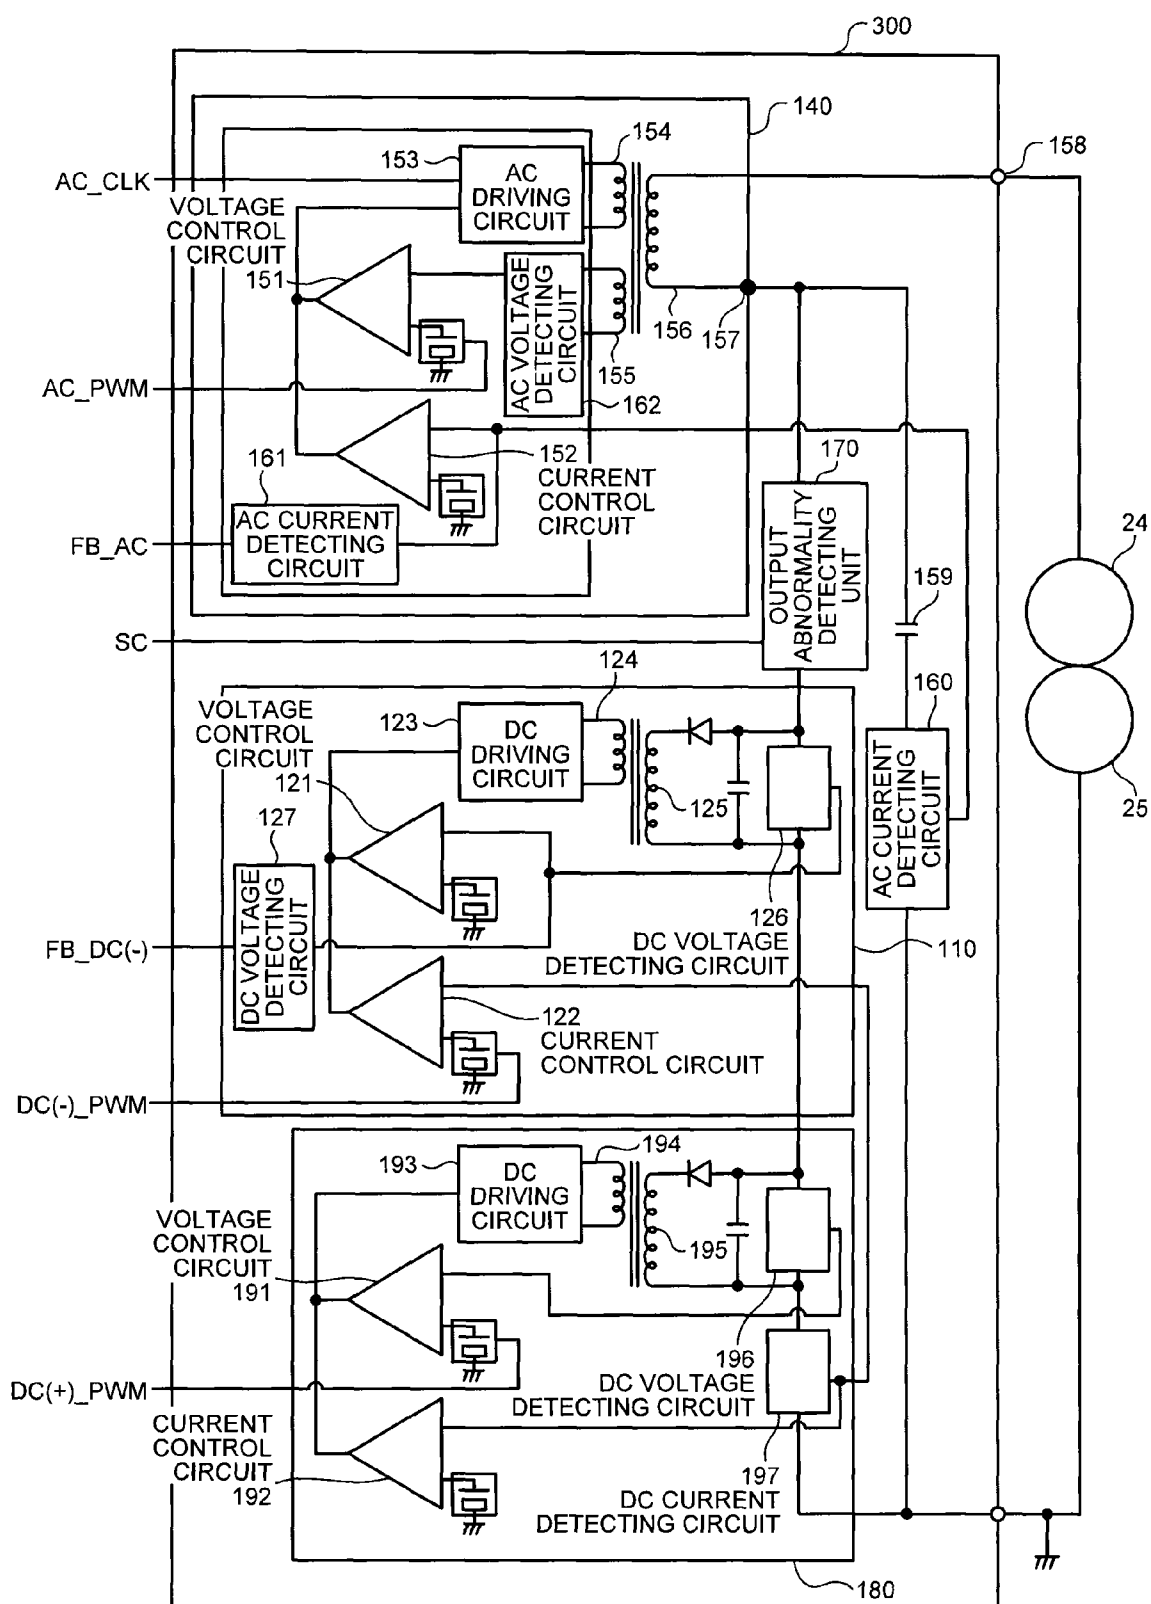 300
140
158
AC_CLK
153
AC
DRIVING
CIRCUIT
154
VOLTAGE
CONTROL
CIRCUIT
151
AC VOLTAGE
DETECTING
CIRCUIT
156
157
155
162
AC_PWM
152
CURRENT
CONTROL
CIRCUIT
161
AC CURRENT
DETECTING
CIRCUIT
FB_AC
170
OUTPUT
ABNORMALITY
DETECTING
UNIT
24
159
SC
160
AC CURRENT
DETECTING
CIRCUIT
25
VOLTAGE
CONTROL
CIRCUIT
121
123
DC
DRIVING
CIRCUIT
124
125
126
DC VOLTAGE
DETECTING CIRCUIT
110
127
DC VOLTAGE
DETECTING
CIRCUIT
FB_DC(-)
122
CURRENT
CONTROL CIRCUIT
DC(-)_PWM
193
DC
DRIVING
CIRCUIT
194
195
VOLTAGE
CONTROL
CIRCUIT
191
196
DC VOLTAGE
DETECTING CIRCUIT
DC(+)_PWM
CURRENT
CONTROL
CIRCUIT
192
197
DC CURRENT
DETECTING CIRCUIT
180